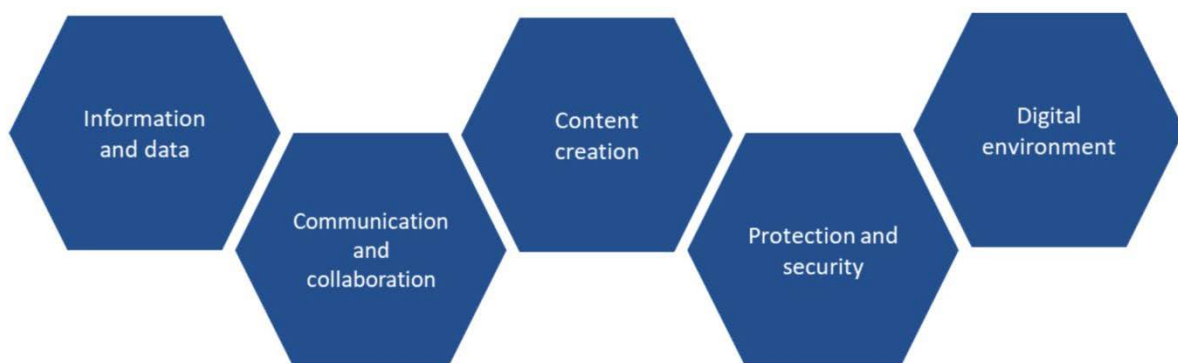 Information
and data
Communication
and
collaboration
Content
creation
Protection and
security
Digital
environment